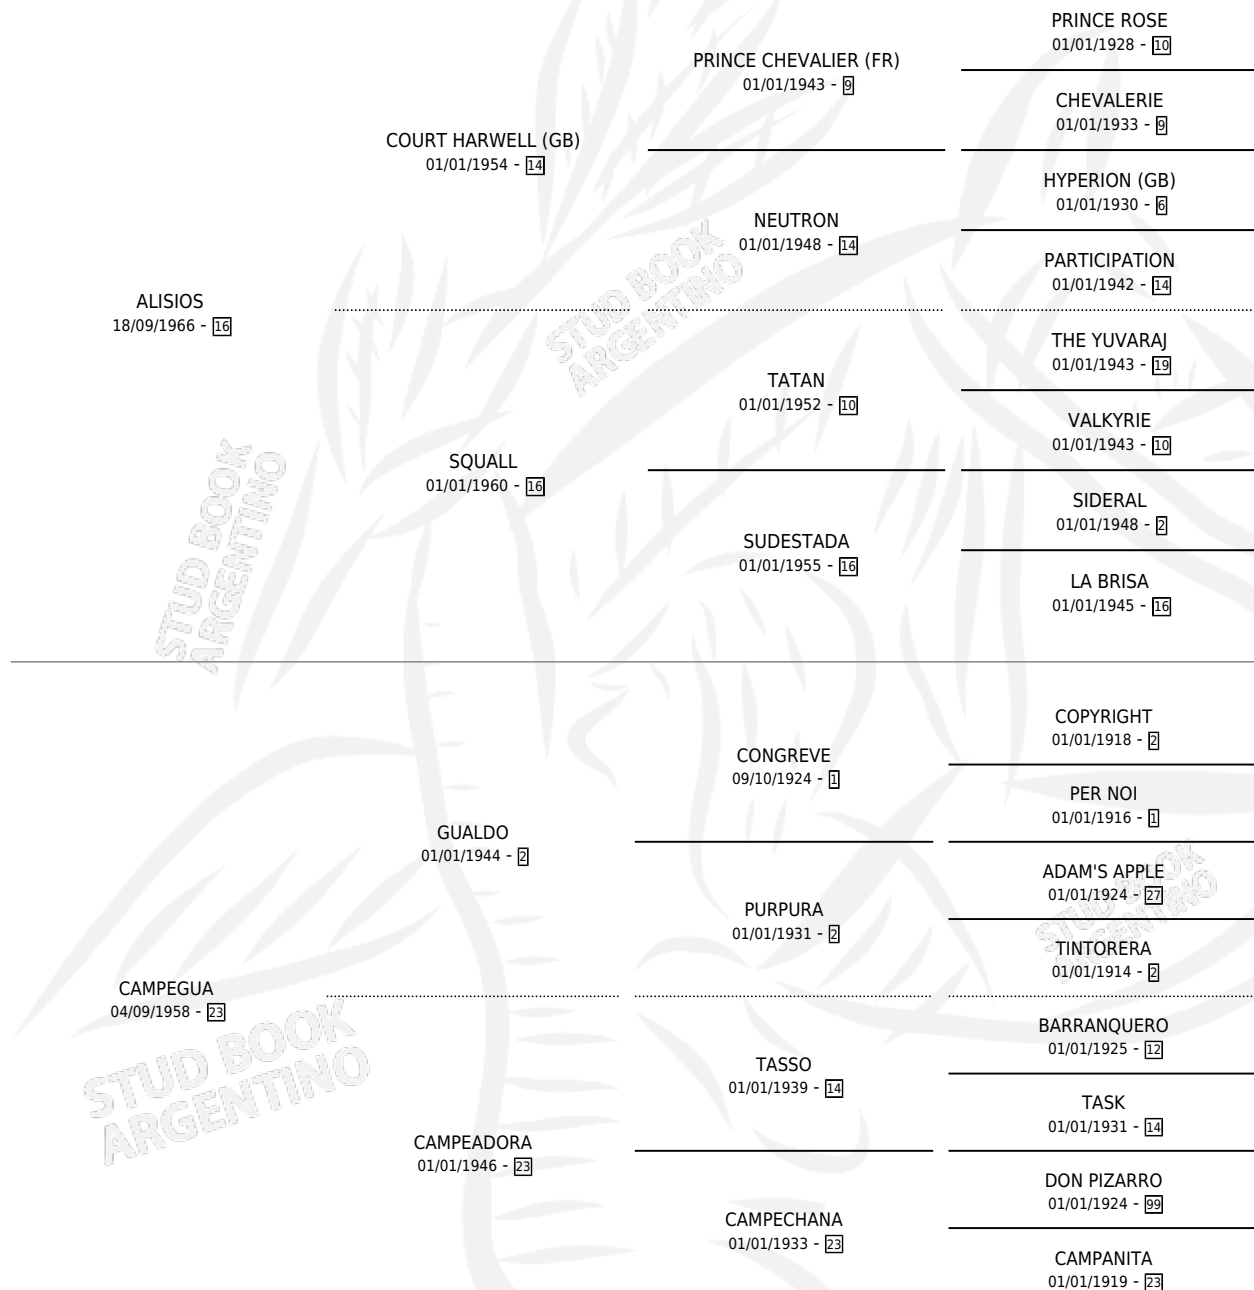 PRINCE ROSE
01/01/1928 - 10
PRINCE CHEVALIER (FR)
01/01/1943 - 9
CHEVALERIE
01/01/1933 - 9
COURT HARWELL (GB)
01/01/1954 - 14
HYPERION (GB)
01/01/1930 - 6
NEUTRON
01/01/1948 - 14
PARTICIPATION
01/01/1942 - 14
ALISIOS
18/09/1966 - 16
THE YUVARAJ
01/01/1943 - 19
TATAN
01/01/1952 - 10
VALKYRIE
01/01/1943 - 10
SQUALL
01/01/1960 - 16
SIDERAL
01/01/1948 - 2
SUDESTADA
01/01/1955 - 16
LA BRISA
01/01/1945 - 16
COPYRIGHT
01/01/1918 - 2
CONGREVE
09/10/1924 - 1
PER NOI
01/01/1916 - 1
GUALDO
01/01/1944 - 2
ADAM'S APPLE
01/01/1924 - 27
PURPURA
01/01/1931 - 2
TINTORERA
01/01/1914 - 2
CAMPEGUA
04/09/1958 - 23
BARRANQUERO
01/01/1925 - 12
TASSO
01/01/1939 - 14
TASK
01/01/1931 - 14
CAMPEADORA
01/01/1946 - 23
DON PIZARRO
01/01/1924 - 99
CAMPECHANA
01/01/1933 - 23
CAMPANITA
01/01/1919 - 23
STUD BOOK
ARGENTINO
STUD BOOK
ARGENTINO
STUD BOOK
ARGENTINO
STUD BOOK
ARGENTINO